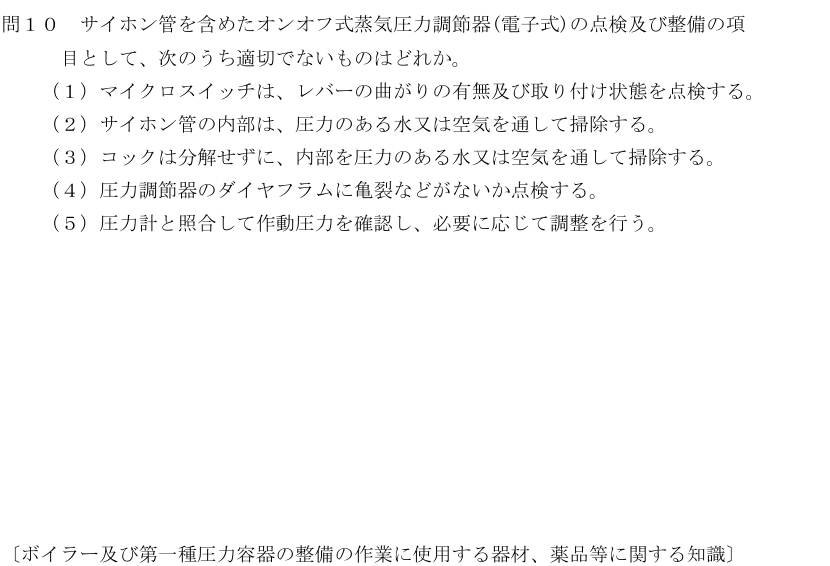 問１０　サイホン管を含めたオンオフ式蒸気圧力調節器(電子式)の点検及び整備の項
目として、次のうち適切でないものはどれか。
（１）マイクロスイッチは、レバーの曲がりの有無及び取り付け状態を点検する。
（２）サイホン管の内部は、圧力のある水又は空気を通して掃除する。
（３）コックは分解せずに、内部を圧力のある水又は空気を通して掃除する。
（４）圧力調節器のダイヤフラムに亀裂などがないか点検する。
（５）圧力計と照合して作動圧力を確認し、必要に応じて調整を行う。
〔ボイラー及び第一種圧力容器の整備の作業に使用する器材、薬品等に関する知識〕